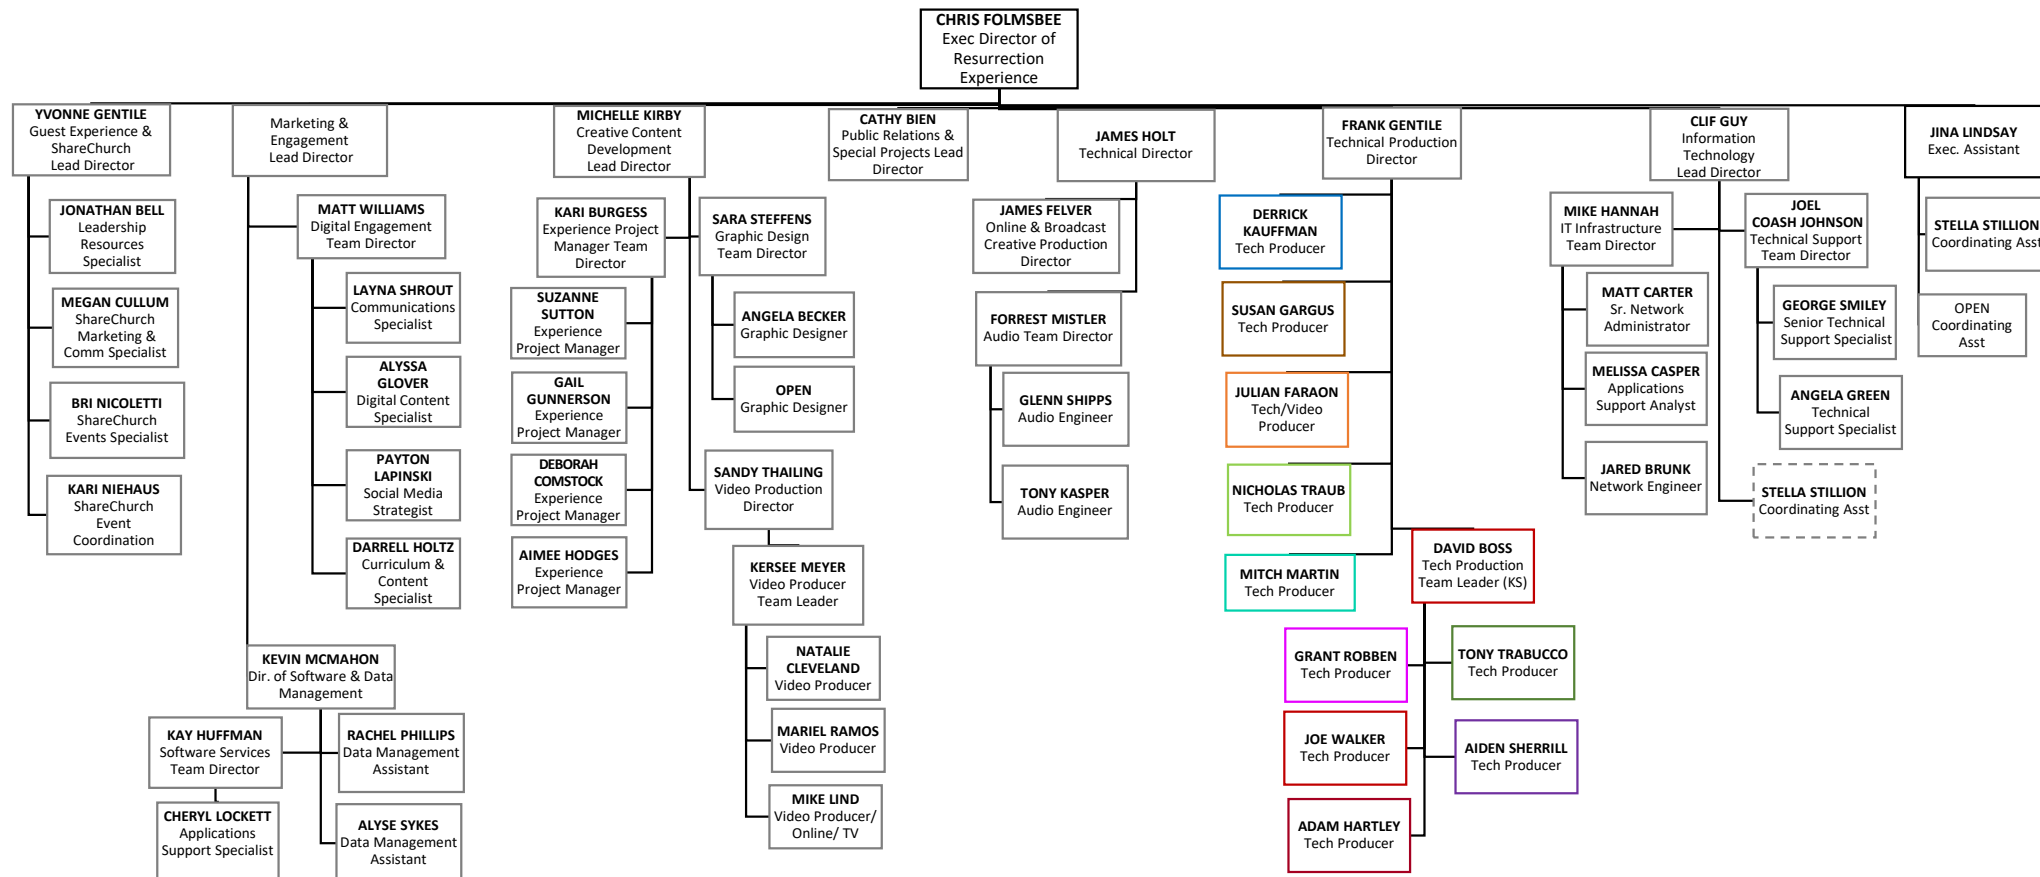 CHRIS FOLMSBEE
Exec Director of
Resurrection
Experience
YVONNE GENTILE
Guest Experience &
ShareChurch
Lead Director
Marketing &
Engagement
Lead Director
MICHELLE KIRBY
Creative Content
Development
Lead Director
CATHY BIEN
Public Relations &
Special Projects Lead
Director
JAMES HOLT
Technical Director
FRANK GENTILE
Technical Production
Director
CLIF GUY
Information
Technology
Lead Director
JINA LINDSAY
Exec. Assistant
JONATHAN BELL
Leadership
Resources
Specialist
MEGAN CULLUM
ShareChurch
Marketing &
Comm Specialist
BRI NICOLETTI
ShareChurch
Events Specialist
KARI NIEHAUS
ShareChurch
Event
Coordination
MATT WILLIAMS
Digital Engagement
Team Director
LAYNA SHROUT
Communications
Specialist
ALYSSA
GLOVER
Digital Content
Specialist
PAYTON
LAPINSKI
Social Media
Strategist
DARRELL HOLTZ
Curriculum &
Content
Specialist
KEVIN MCMAHON
Dir. of Software & Data
Management
KAY HUFFMAN
Software Services
Team Director
CHERYL LOCKETT
Applications
Support Specialist
RACHEL PHILLIPS
Data Management
Assistant
ALYSE SYKES
Data Management
Assistant
KARI BURGESS
Experience Project
Manager Team
Director
SUZANNE
SUTTON
Experience
Project Manager
GAIL
GUNNERSON
Experience
Project Manager
DEBORAH
COMSTOCK
Experience
Project Manager
AIMEE HODGES
Experience
Project Manager
SARA STEFFENS
Graphic Design
Team Director
ANGELA BECKER
Graphic Designer
OPEN
Graphic Designer
SANDY THAILING
Video Production
Director
KERSEE MEYER
Video Producer
Team Leader
NATALIE
CLEVELAND
Video Producer
MARIEL RAMOS
Video Producer
MIKE LIND
Video Producer/
Online/ TV
JAMES FELVER
Online & Broadcast
Creative Production
Director
FORREST MISTLER
Audio Team Director
GLENN SHIPPS
Audio Engineer
TONY KASPER
Audio Engineer
DERRICK
KAUFFMAN
Tech Producer
SUSAN GARGUS
Tech Producer
JULIAN FARAON
Tech/Video
Producer
NICHOLAS TRAUB
Tech Producer
MITCH MARTIN
Tech Producer
DAVID BOSS
Tech Production
Team Leader (KS)
GRANT ROBBEN
Tech Producer
TONY TRABUCCO
Tech Producer
JOE WALKER
Tech Producer
AIDEN SHERRILL
Tech Producer
ADAM HARTLEY
Tech Producer
MIKE HANNAH
IT Infrastructure
Team Director
MATT CARTER
Sr. Network
Administrator
MELISSA CASPER
Applications
Support Analyst
JARED BRUNK
Network Engineer
JOEL
COASH JOHNSON
Technical Support
Team Director
GEORGE SMILEY
Senior Technical
Support Specialist
ANGELA GREEN
Technical
Support Specialist
STELLA STILLION
Coordinating Asst
STELLA STILLION
Coordinating Asst
OPEN
Coordinating
Asst